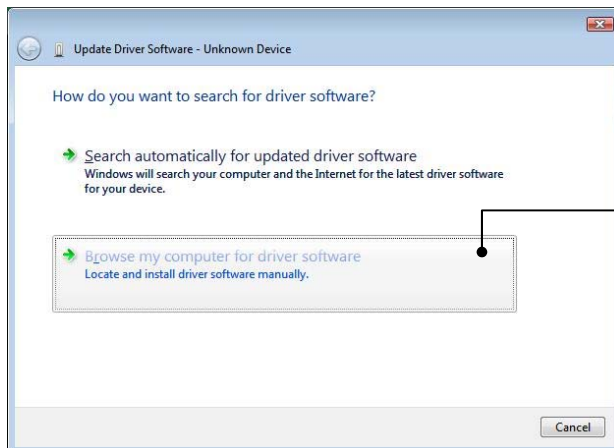 Update Driver Software - Unknown Device
How do you want to search for driver software?
Search automatically for updated driver software
Windows will search your computer and the Internet for the latest driver software
for your device.
Browse my computer for driver software
Locate and install driver software manually.
Cancel